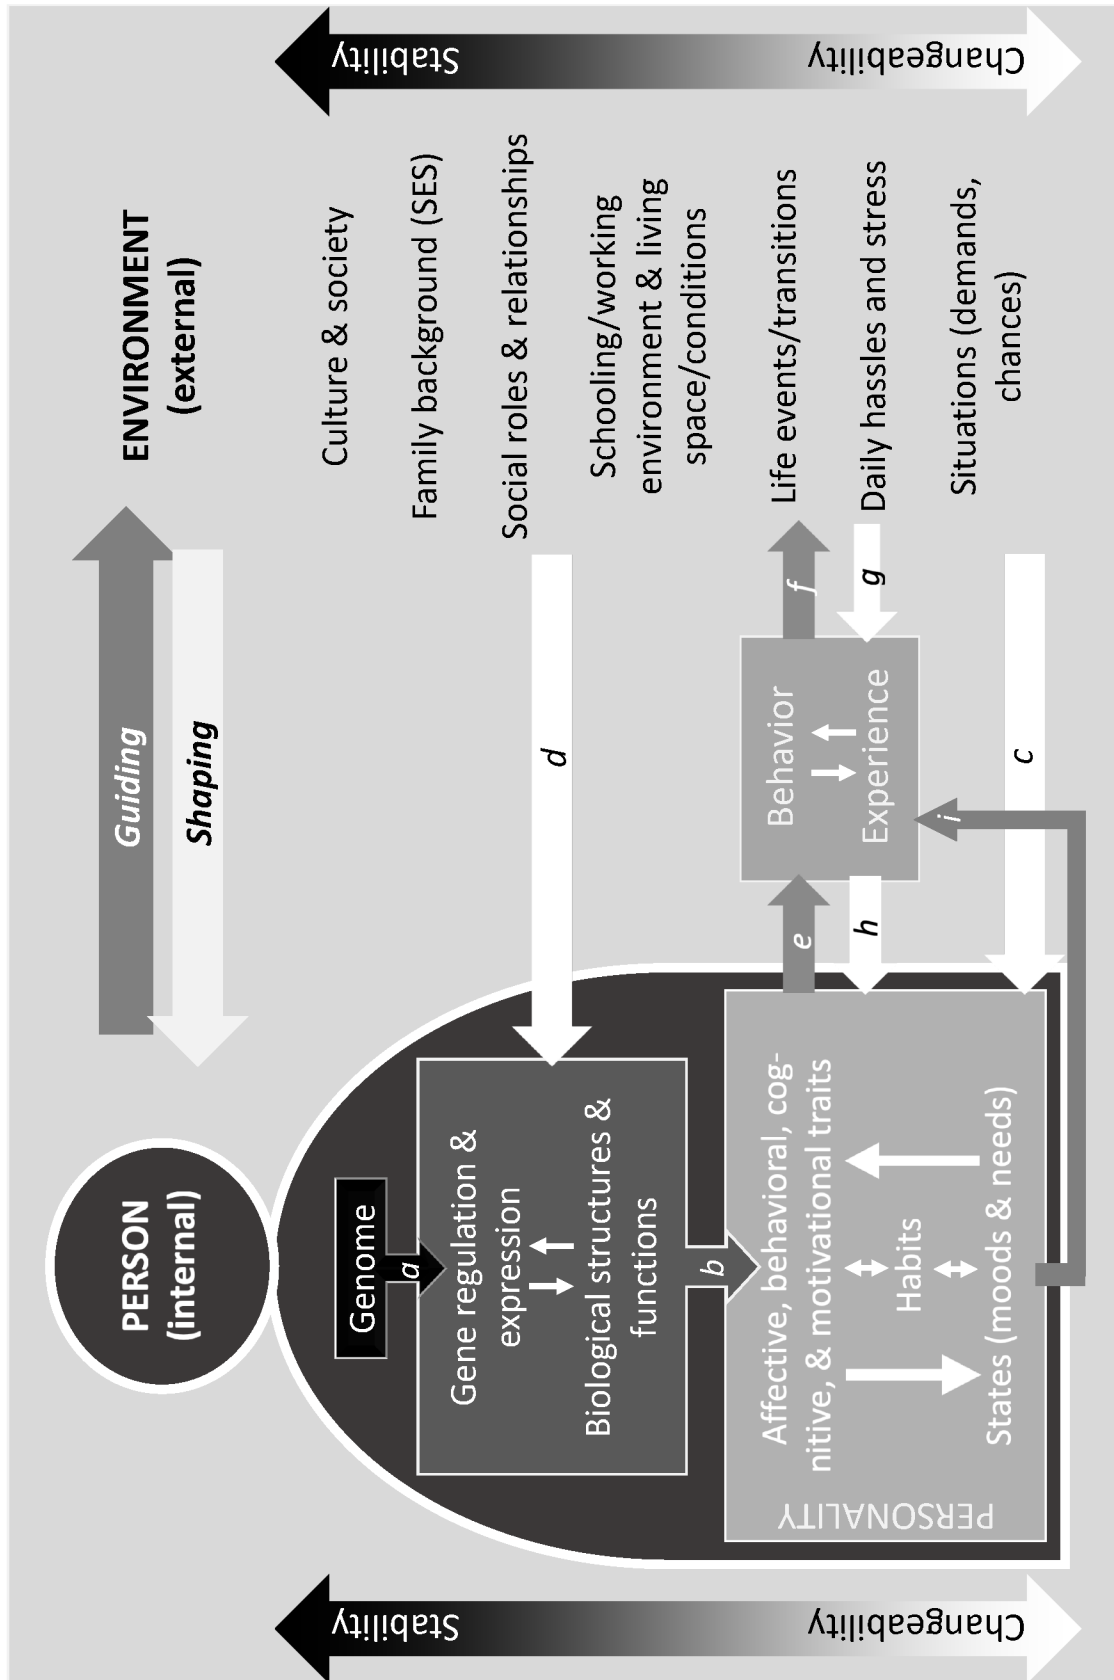 PERSON
(internal)
Guiding
Shaping
ENVIRONMENT
(external)
Stability
Changeability
Genome
a
Gene regulation &
expression
Biological structures &
functions
b
PERSONALITY
Affective, behavioral, cog-
nitive, & motivational traits
Habits
States (moods & needs)
d
e
h
Behavior
Experience
f
g
i
c
Culture & society
Family background (SES)
Social roles & relationships
Schooling/working
environment & living
space/conditions
Life events/transitions
Daily hassles and stress
Situations (demands,
chances)
Stability
Changeability